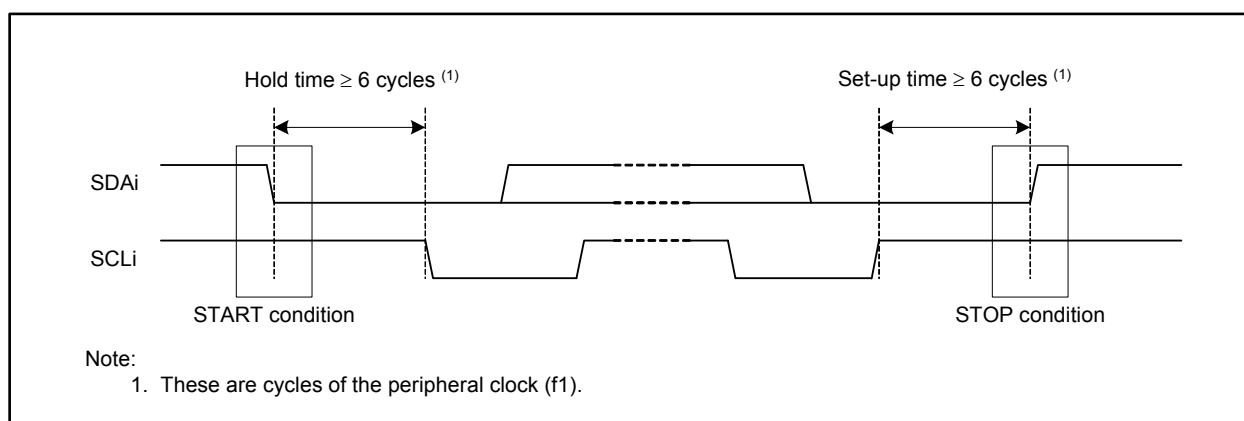 Hold time ≥ 6 cycles (1)
Set-up time ≥ 6 cycles (1)
SDAi
SCLi
START condition
STOP condition
Note:
1. These are cycles of the peripheral clock (f1).